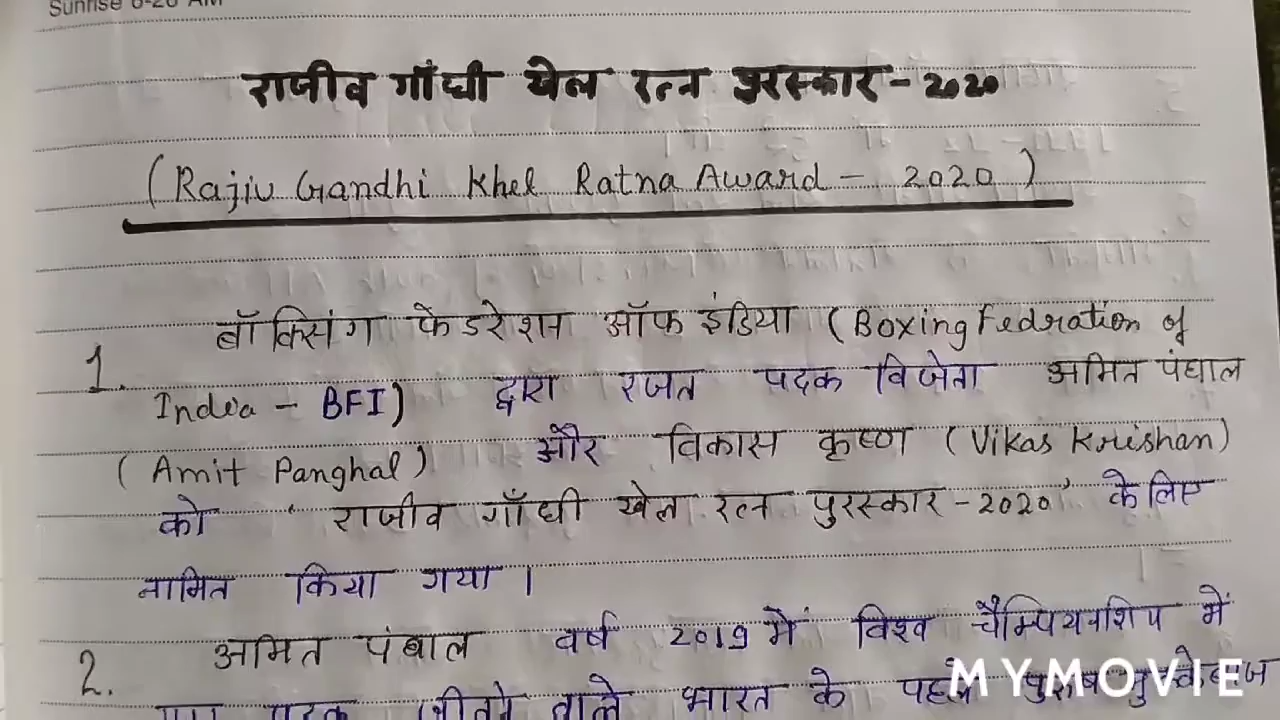 Sunrise 6-26 AM
राजीव गाँधी खेल रत्न पुरस्कार - 2020
(Rajiv Gandhi Khel Ratna Award - 2020)
1. बॉक्सिंग फेडरेशन ऑफ इंडिया (Boxing Fedration of
India - BFI) द्वारा रजत पदक विजेता अमित पंघाल
(Amit Panghal) और विकास कृष्ण (Vikas Krishan)
को 'राजीव गाँधी खेल रत्न पुरस्कार - 2020' के लिए
नामित किया गया।
2. अमित पंघाल वर्ष 2019 में विश्व चैम्पियनशिप में
जीतने वाले भारत के पहले पुरुष मुक्केबाज
MYMOVIE